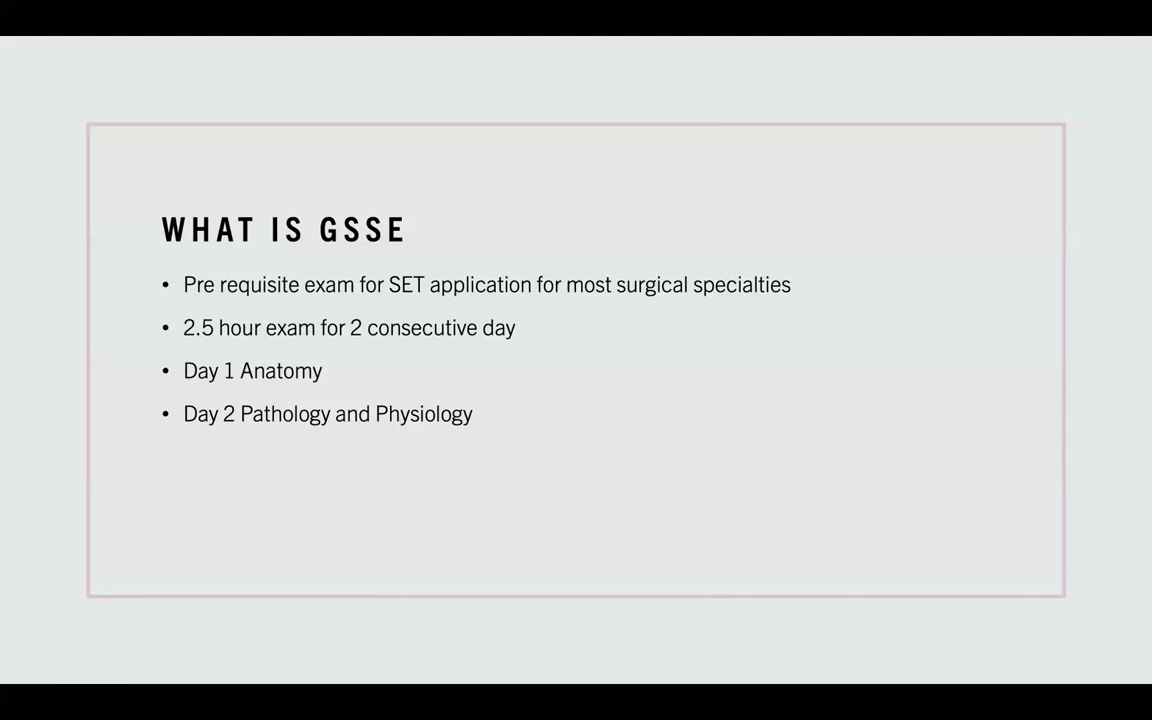 WHAT IS GSSE
• Pre requisite exam for SET application for most surgical specialties
• 2.5 hour exam for 2 consecutive day
• Day 1 Anatomy
• Day 2 Pathology and Physiology